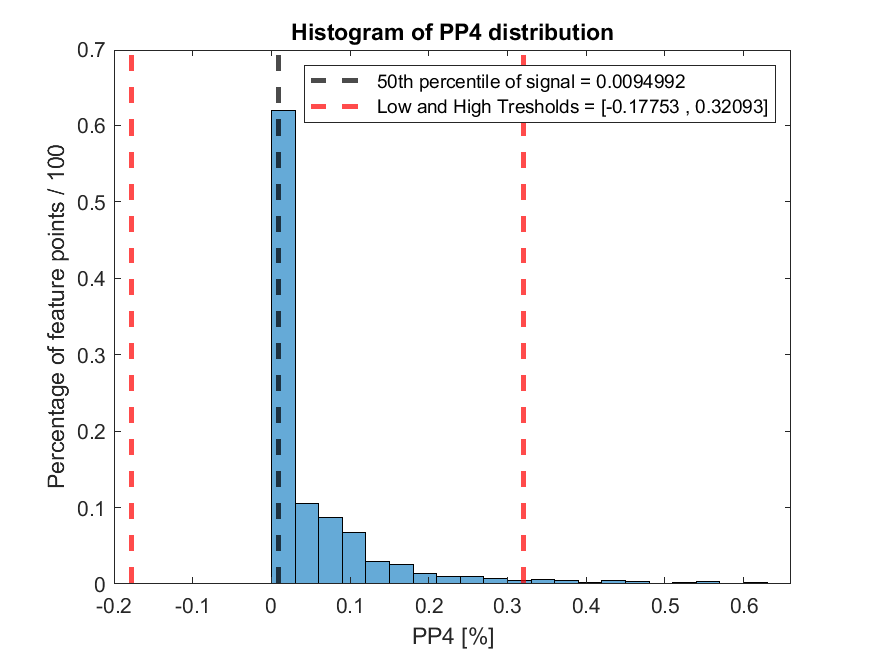 Histogram of PP4 distribution
50th percentile of signal = 0.0094992
Low and High Tresholds = [-0.17753 , 0.32093]
Percentage of feature points / 100
0.7
0.6
0.5
0.4
0.3
0.2
0.1
0
-0.2 -0.1 0 0.1 0.2 0.3 0.4 0.5 0.6
PP4 [%]